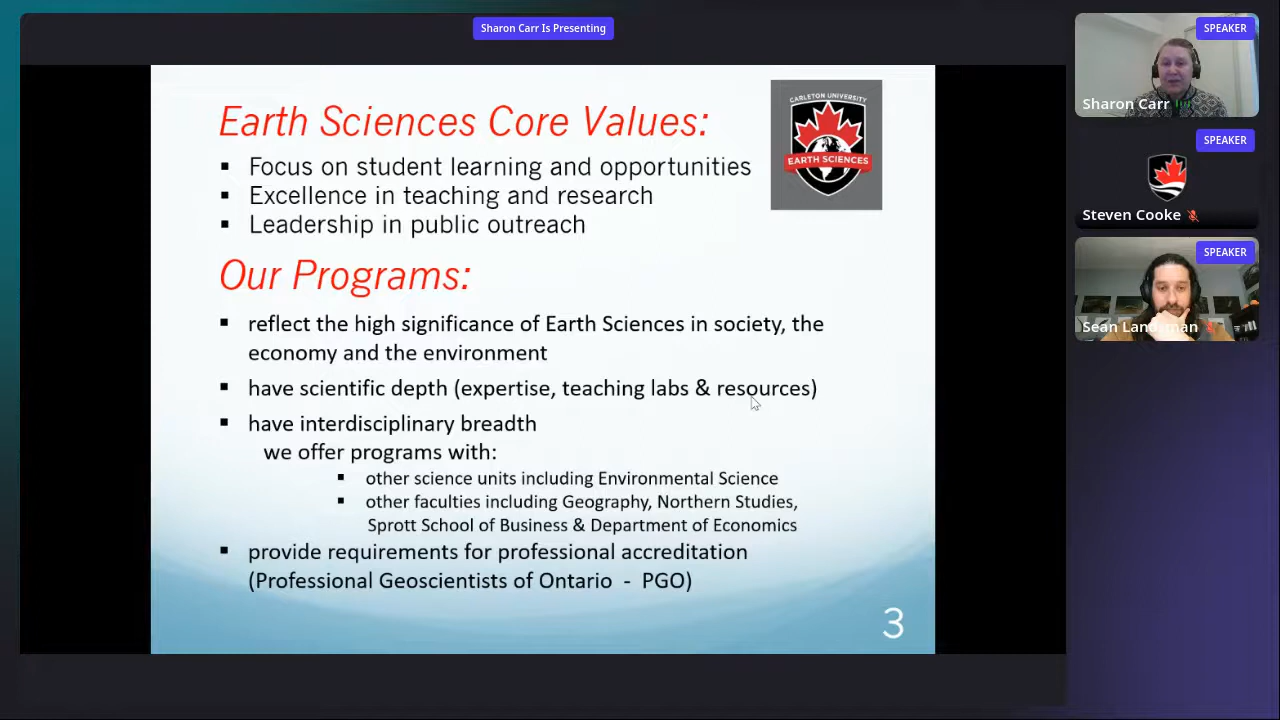 Sharon Carr Is Presenting
Earth Sciences Core Values:
▪ Focus on student learning and opportunities
▪ Excellence in teaching and research
▪ Leadership in public outreach
CARLETON UNIVERSITY
EARTH SCIENCES
Our Programs:
▪ reflect the high significance of Earth Sciences in society, the
economy and the environment
▪ have scientific depth (expertise, teaching labs & resources)
▪ have interdisciplinary breadth
we offer programs with:
▪ other science units including Environmental Science
▪ other faculties including Geography, Northern Studies,
Sprott School of Business & Department of Economics
▪ provide requirements for professional accreditation
(Professional Geoscientists of Ontario - PGO)
3
SPEAKER
Sharon Carr
SPEAKER
Steven Cooke
SPEAKER
Sean